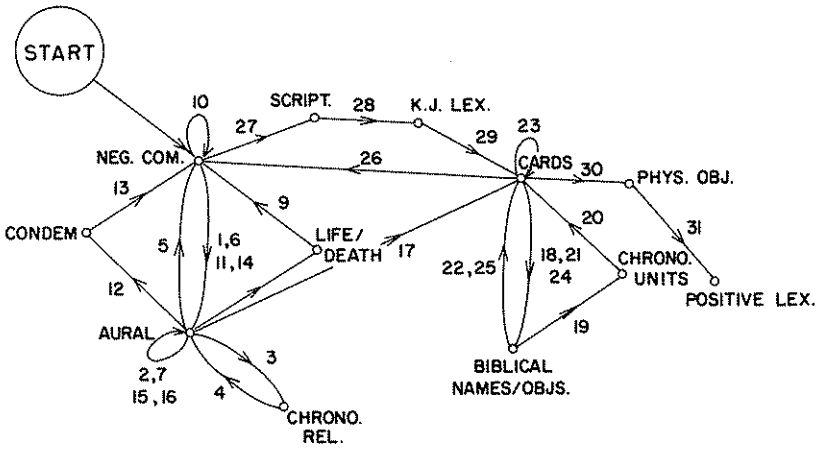 START
10
SCRIPT.
28
K.J. LEX.
27
29
23
CARDS
NEG. COM.
26
30
PHYS. OBJ.
13
9
20
31
CONDEM
5
1,6
11,14
LIFE/
DEATH
17
22,25
18,21
24
CHRONO.
UNITS
POSITIVE LEX.
12
19
AURAL
2,7
15,16
3
4
BIBLICAL
NAMES/OBJS.
CHRONO.
REL.